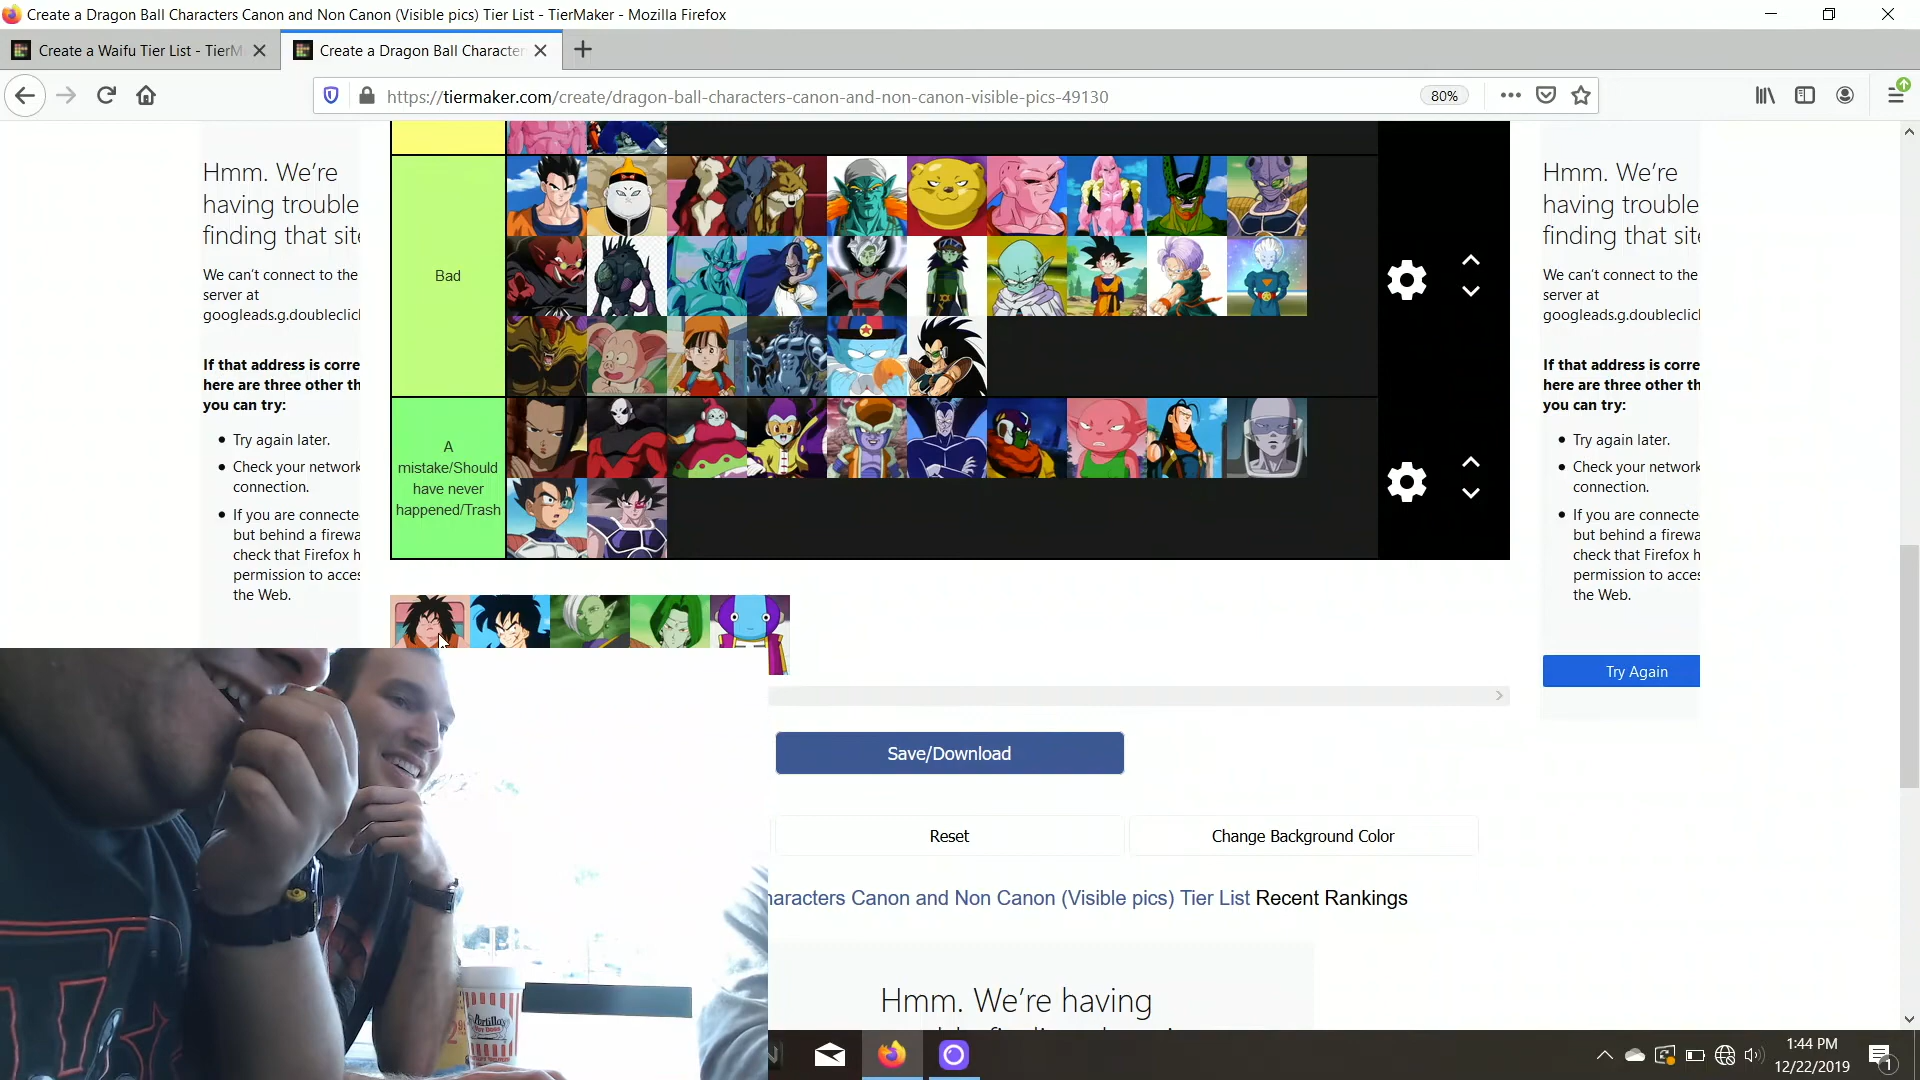 Create a Dragon Ball Characters Canon and Non Canon (Visible pics) Tier List - TierMaker - Mozilla Firefox
Create a Waifu Tier List - TierM
Create a Dragon Ball Character
https://tiermaker.com/create/dragon-ball-characters-canon-and-non-canon-visible-pics-49130
80%
Hmm. We're
having trouble
finding that site
We can't connect to the
server at
googleads.g.doubleclic
If that address is corre
here are three other th
you can try:
Try again later.
Check your network
connection.
If you are connecte
but behind a firewa
check that Firefox h
permission to acces
the Web.
Bad
A
mistake/Should
have never
happened/Trash
Hmm. We're
having trouble
finding that site
We can't connect to the
server at
googleads.g.doubleclic
If that address is corre
here are three other th
you can try:
Try again later.
Check your network
connection.
If you are connecte
but behind a firewa
check that Firefox h
permission to acces
the Web.
Try Again
Save/Download
Reset
Change Background Color
haracters Canon and Non Canon (Visible pics) Tier List Recent Rankings
Hmm. We're having
Portillo's
1:44 PM
12/22/2019
1